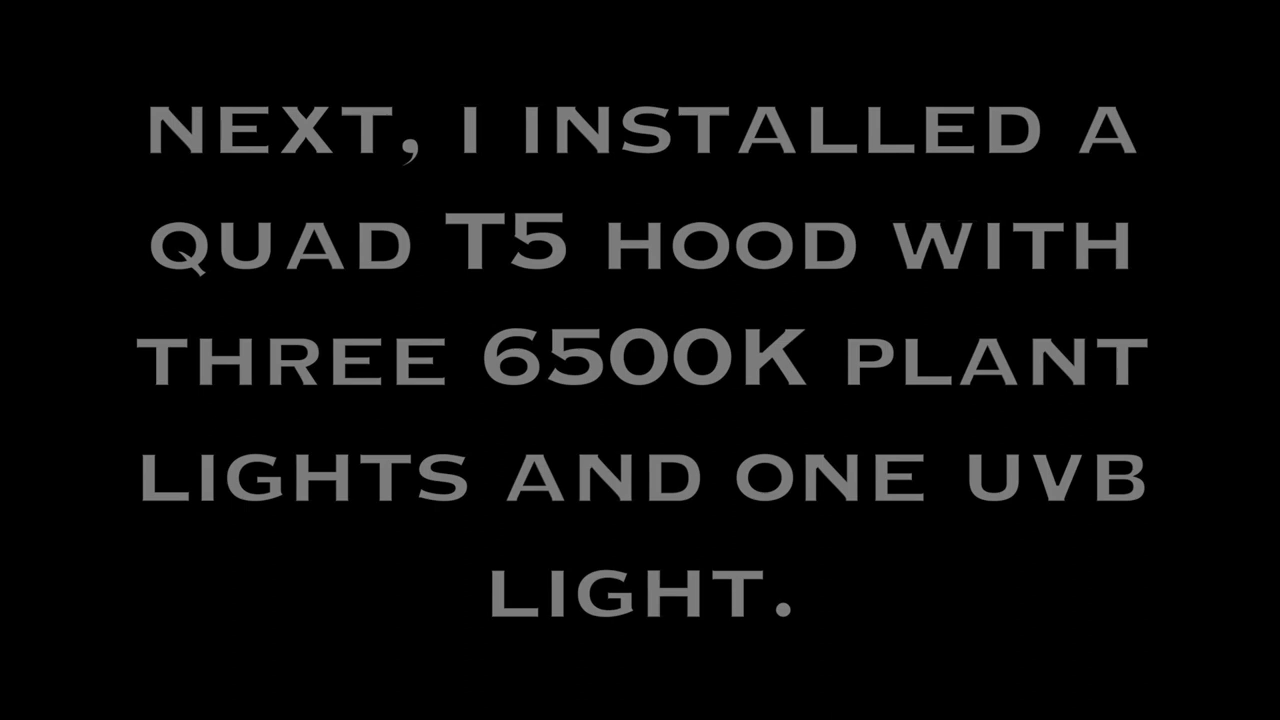 NEXT, I INSTALLED A
QUAD T5 HOOD WITH
THREE 6500K PLANT
LIGHTS AND ONE UVB
LIGHT.